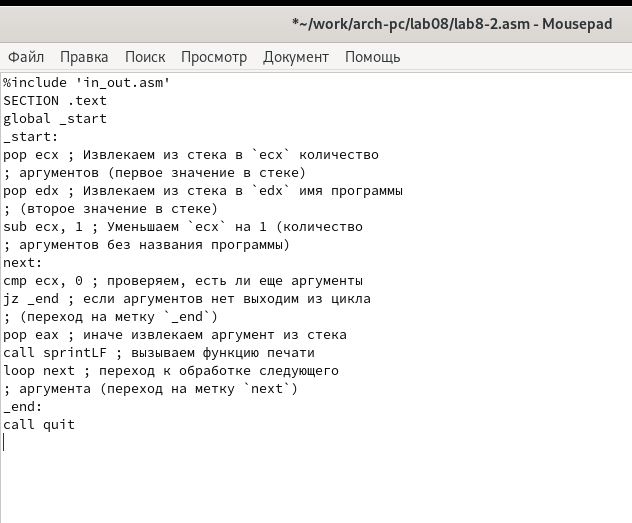 *~/work/arch-pc/lab08/lab8-2.asm - Mousepad
Файл Правка Поиск Просмотр Документ Помощь
%include 'in_out.asm'
SECTION .text
global _start
_start:
pop ecx ; Извлекаем из стека в `ecx` количество
; аргументов (первое значение в стеке)
pop edx ; Извлекаем из стека в `edx` имя программы
; (второе значение в стеке)
sub ecx, 1 ; Уменьшаем `ecx` на 1 (количество
; аргументов без названия программы)
next:
cmp ecx, 0 ; проверяем, есть ли еще аргументы
jz _end ; если аргументов нет выходим из цикла
; (переход на метку `_end`)
pop eax ; иначе извлекаем аргумент из стека
call sprintLF ; вызываем функцию печати
loop next ; переход к обработке следующего
; аргумента (переход на метку `next`)
_end:
call quit